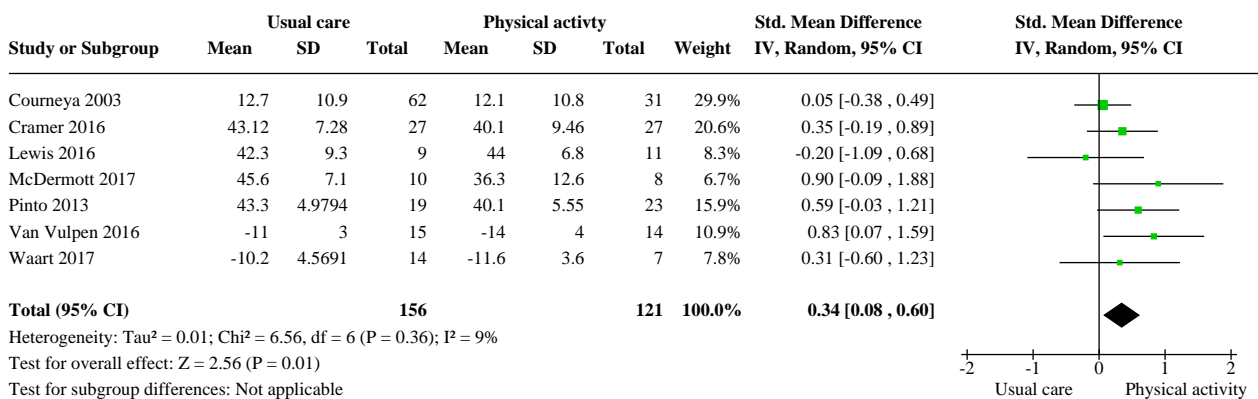 Usual care Physical activty Std. Mean Difference Std. Mean Difference
Study or Subgroup Mean SD Total Mean SD Total Weight IV, Random, 95% CI IV, Random, 95% CI
Courneya 2003 12.7 10.9 62 12.1 10.8 31 29.9% 0.05 [-0.38 , 0.49]
Cramer 2016 43.12 7.28 27 40.1 9.46 27 20.6% 0.35 [-0.19 , 0.89]
Lewis 2016 42.3 9.3 9 44 6.8 11 8.3% -0.20 [-1.09 , 0.68]
McDermott 2017 45.6 7.1 10 36.3 12.6 8 6.7% 0.90 [-0.09 , 1.88]
Pinto 2013 43.3 4.9794 19 40.1 5.55 23 15.9% 0.59 [-0.03 , 1.21]
Van Vulpen 2016 -11 3 15 -14 4 14 10.9% 0.83 [0.07 , 1.59]
Waart 2017 -10.2 4.5691 14 -11.6 3.6 7 7.8% 0.31 [-0.60 , 1.23]
Total (95% CI) 156 121 100.0% 0.34 [0.08 , 0.60]
Heterogeneity: Tau² = 0.01; Chi² = 6.56, df = 6 (P = 0.36); I² = 9%
Test for overall effect: Z = 2.56 (P = 0.01)
Test for subgroup differences: Not applicable
-2 -1 0 1 2
Usual care Physical activity